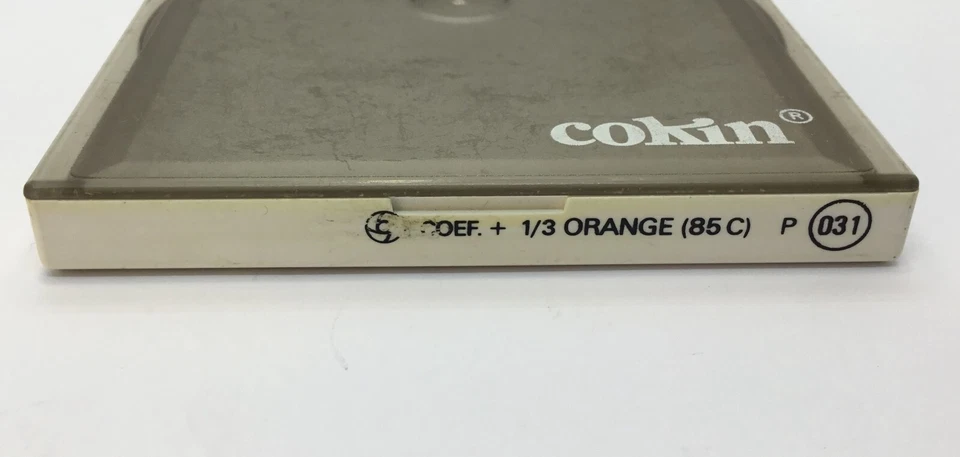 cokin®
C COEF. + 1/3 ORANGE (85 C) P 031